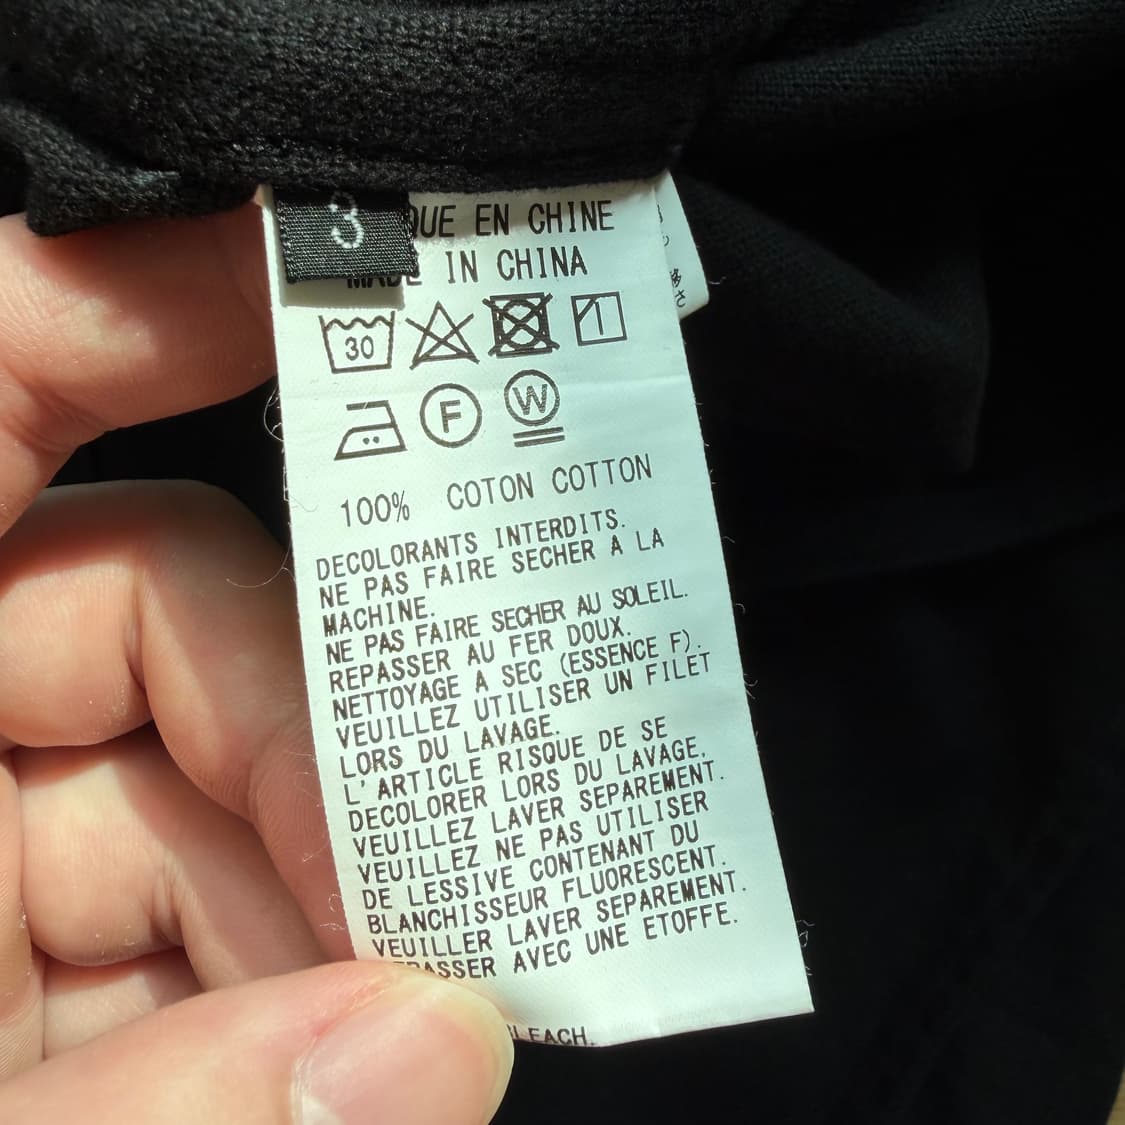 3
QUE EN CHINE
MADE IN CHINA
30
F W
100% COTON COTTON
DECOLORANTS INTERDITS.
NE PAS FAIRE SECHER A LA
MACHINE.
NE PAS FAIRE SECHER AU SOLEIL.
REPASSER AU FER DOUX.
NETTOYAGE A SEC (ESSENCE F).
VEUILLEZ UTILISER UN FILET
LORS DU LAVAGE.
L'ARTICLE RISQUE DE SE
DECOLORER LORS DU LAVAGE.
VEUILLEZ LAVER SEPAREMENT.
VEUILLEZ NE PAS UTILISER
DE LESSIVE CONTENANT DU
BLANCHISSEUR FLUORESCENT.
VEUILLER LAVER SEPAREMENT.
REPASSER AVEC UNE ETOFFE.
BLEACH.